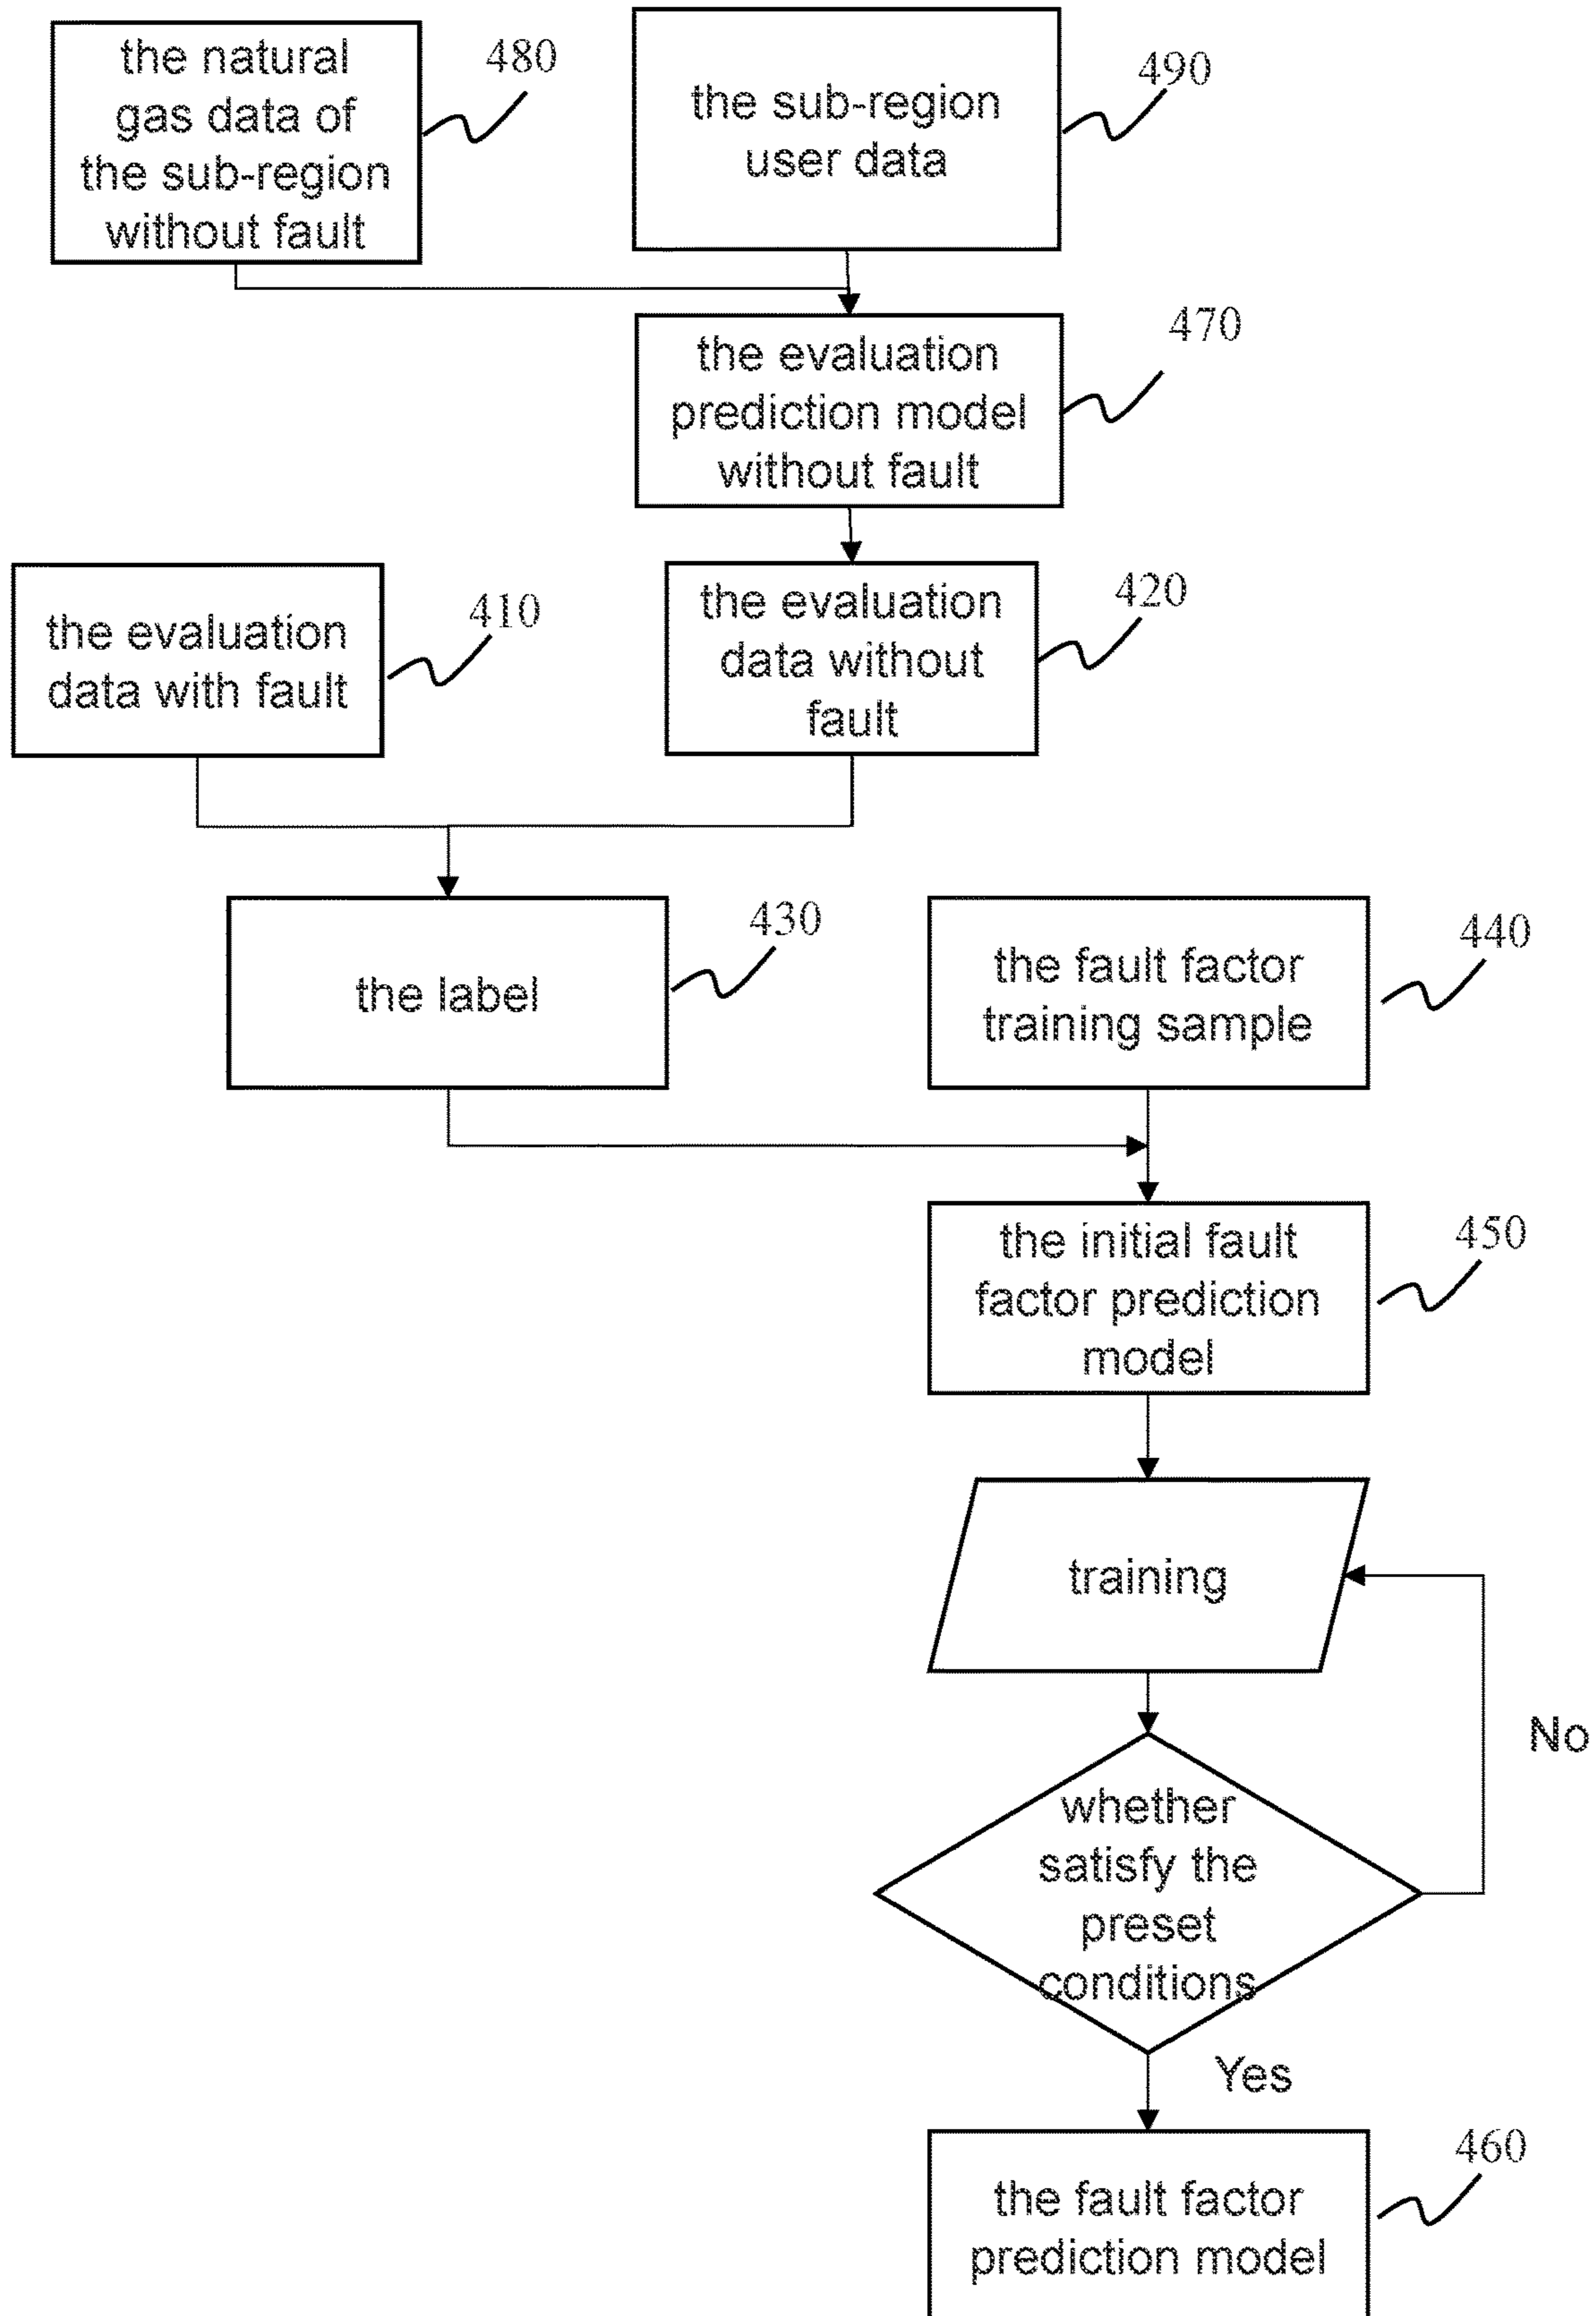 the natural
gas data of
the sub-region
without fault
480
the sub-region
user data
490
the evaluation
prediction model
without fault
470
the evaluation
data with fault
410
the evaluation
data without
fault
420
the label
430
the fault factor
training sample
440
the initial fault
factor prediction
model
450
training
No
whether
satisfy the
preset
conditions
Yes
the fault factor
prediction model
460